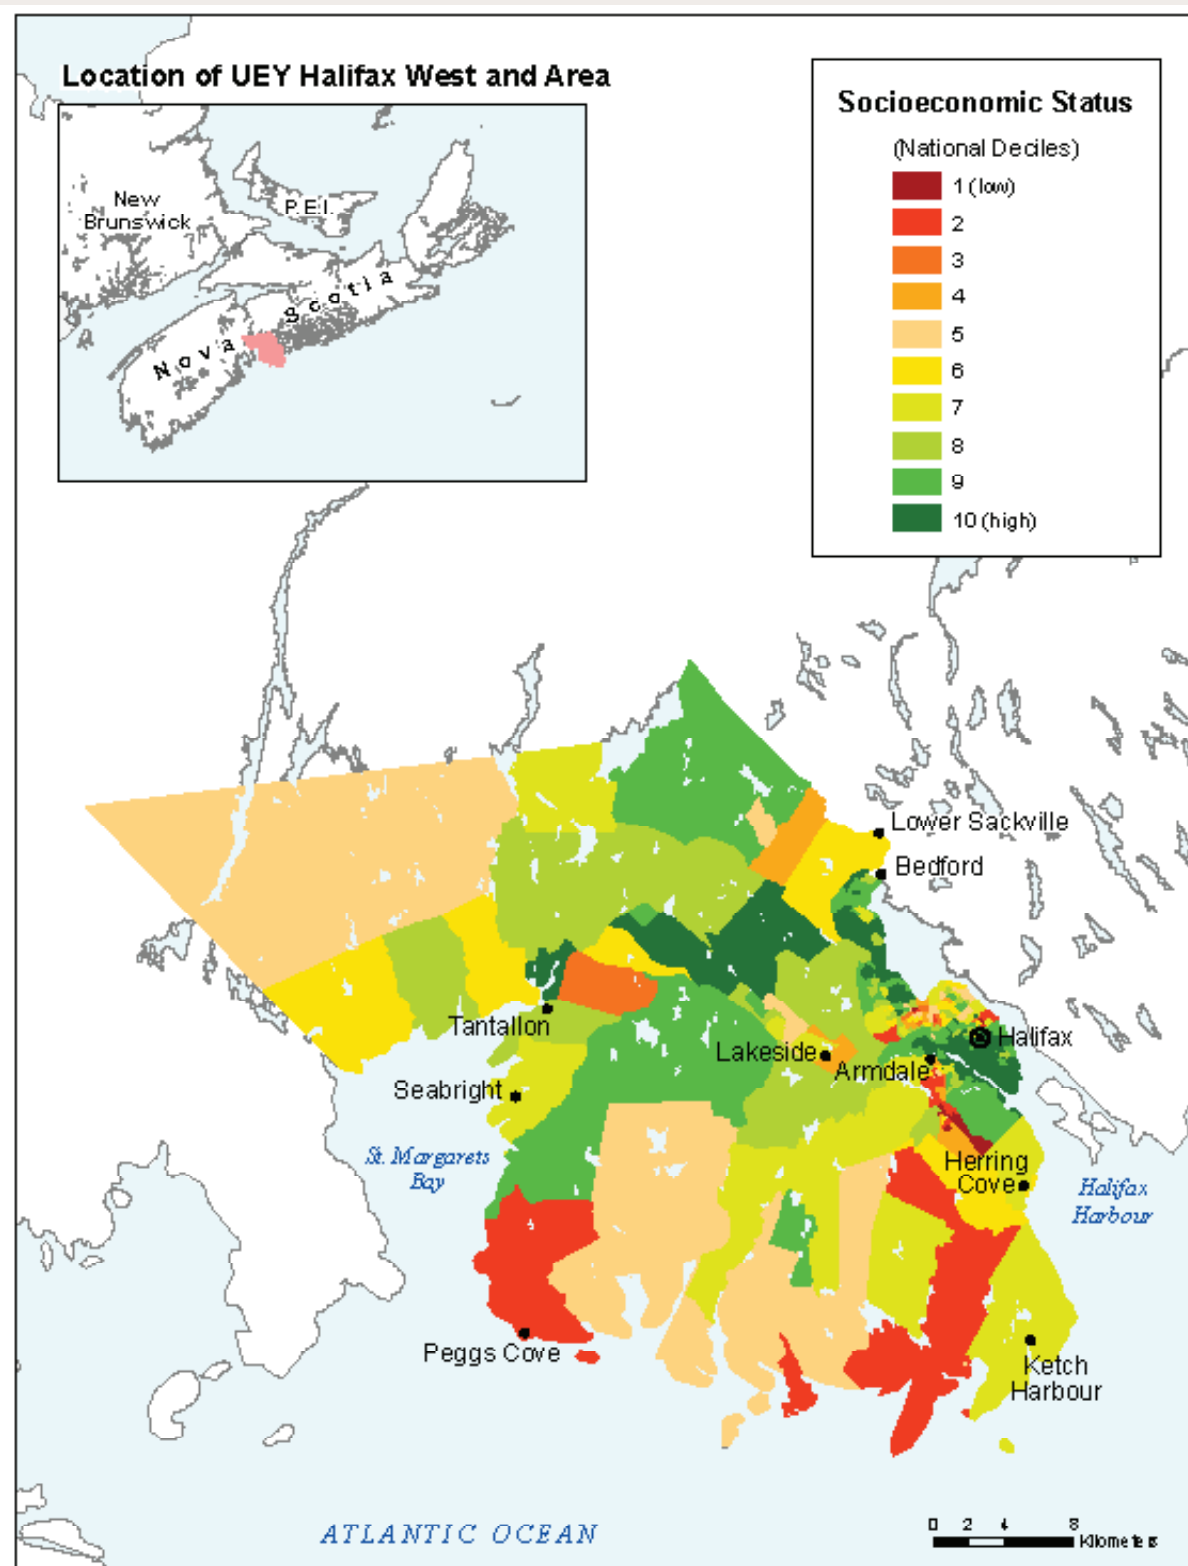 Location of UEY Halifax West and Area
New
Brunswick
P.E.I.
Nova Scotia
Socioeconomic Status
(National Deciles)
1 (low)
2
3
4
5
6
7
8
9
10 (high)
Lower Sackville
Bedford
Tantallon
Halifax
Lakeside
Armdale
Seabright
St. Margarets
Bay
Herring
Cove
Halifax
Harbour
Peggs Cove
Ketch
Harbour
ATLANTIC OCEAN
0 2 4 8
Kilometers